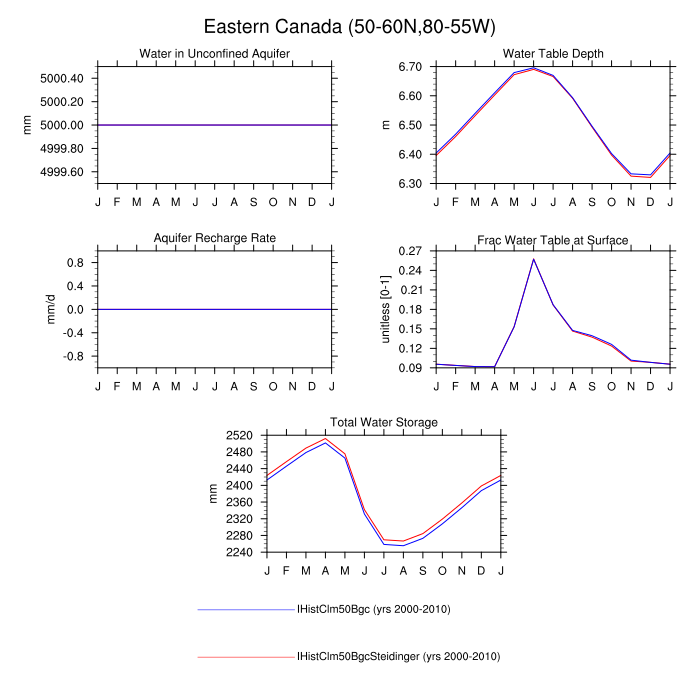 Eastern Canada (50-60N,80-55W)
Water in Unconfined Aquifer
5000.40
5000.20
5000.00
4999.80
4999.60
mm
J F M A M J J A S O N D J
Water Table Depth
6.70
6.60
6.50
6.40
6.30
m
J F M A M J J A S O N D J
Aquifer Recharge Rate
0.8
0.4
0.0
-0.4
-0.8
mm/d
J F M A M J J A S O N D J
Frac Water Table at Surface
0.27
0.24
0.21
0.18
0.15
0.12
0.09
unitless [0-1]
J F M A M J J A S O N D J
Total Water Storage
2520
2480
2440
2400
2360
2320
2280
2240
mm
J F M A M J J A S O N D J
IHistClm50Bgc (yrs 2000-2010)
IHistClm50BgcSteidinger (yrs 2000-2010)